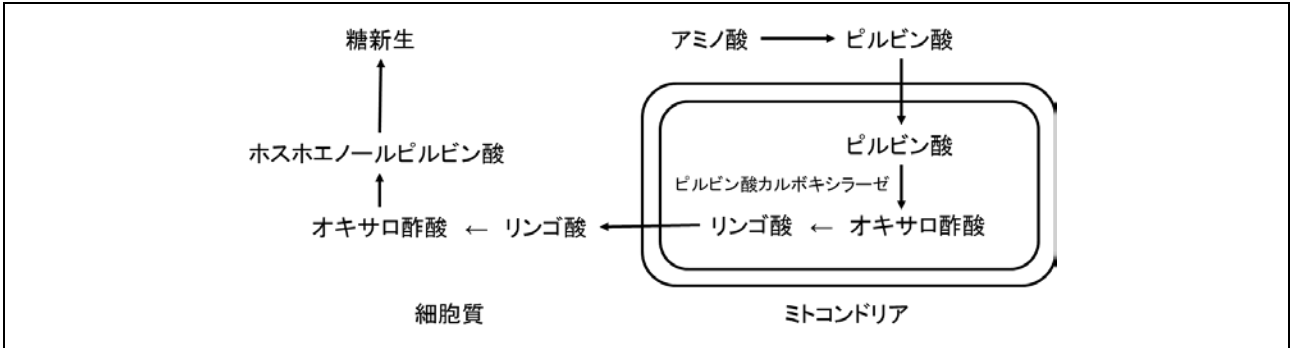 糖新生
アミノ酸 → ピルビン酸
ピルビン酸
ホスホエノールピルビン酸
ピルビン酸カルボキシラーゼ
オキサロ酢酸 ← リンゴ酸 ← リンゴ酸 ← オキサロ酢酸
細胞質
ミトコンドリア